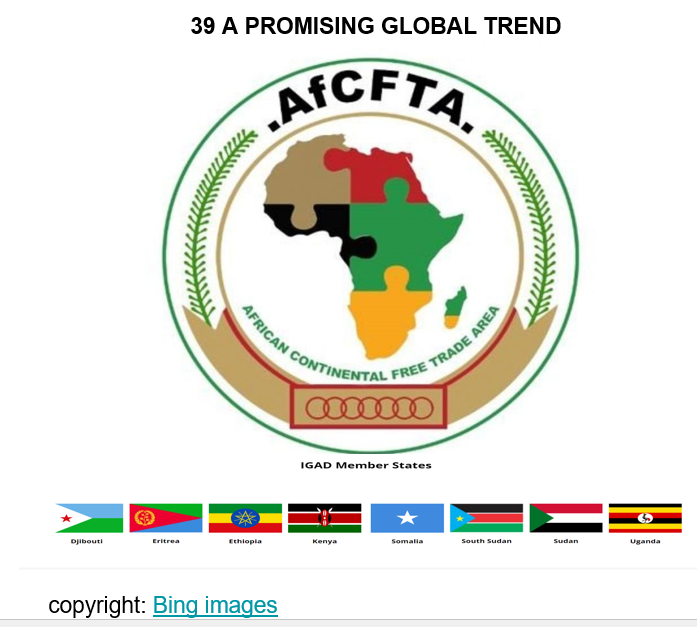 39 A PROMISING GLOBAL TREND
.AfCFTA.
AFRICAN CONTINENTAL FREE TRADE AREA
IGAD Member States
Djibouti Eritrea Ethiopia Kenya Somalia South Sudan Sudan Uganda
copyright: Bing images